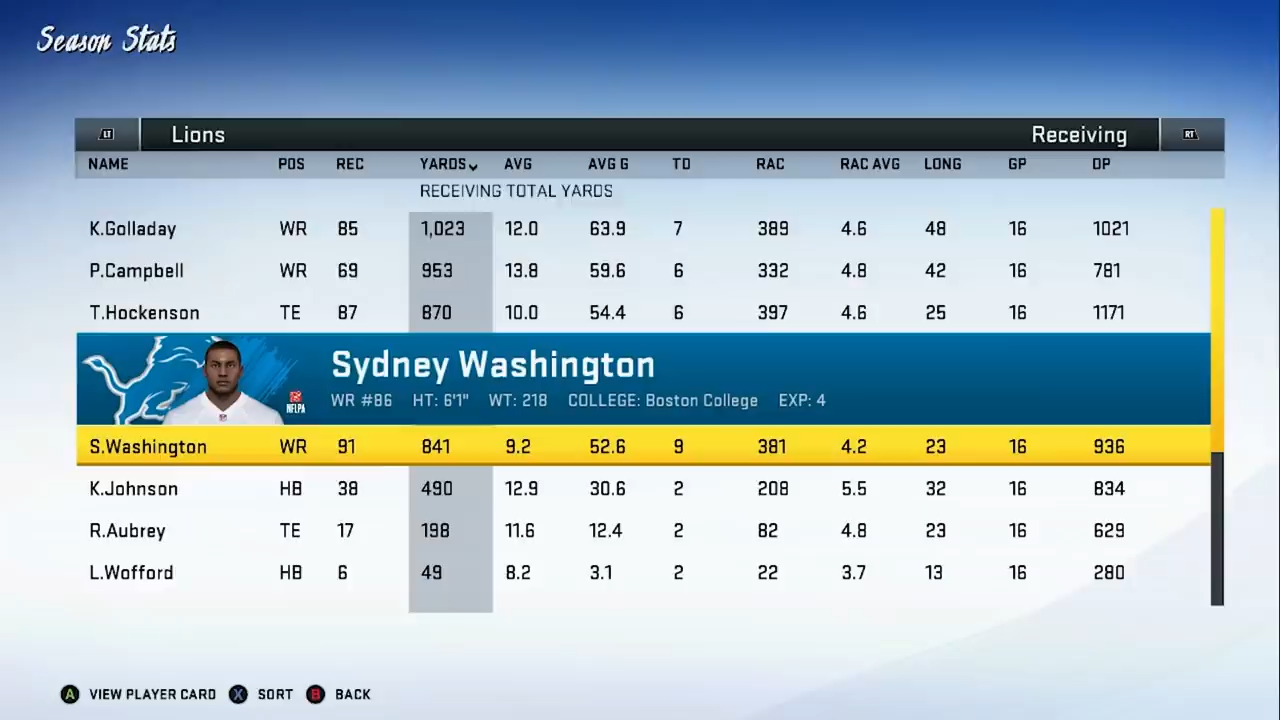 Season Stats
LT Lions Receiving RT
NAME POS REC YARDS AVG AVG G TD RAC RAC AVG LONG GP DP
RECEIVING TOTAL YARDS
K.Golladay WR 85 1,023 12.0 63.9 7 389 4.6 48 16 1021
P.Campbell WR 69 953 13.8 59.6 6 332 4.8 42 16 781
T.Hockenson TE 87 870 10.0 54.4 6 397 4.6 25 16 1171
Sydney Washington
WR #86 HT: 6'1" WT: 218 COLLEGE: Boston College EXP: 4
NFLPA
S.Washington WR 91 841 9.2 52.6 9 381 4.2 23 16 936
K.Johnson HB 38 490 12.9 30.6 2 208 5.5 32 16 834
R.Aubrey TE 17 198 11.6 12.4 2 82 4.8 23 16 629
L.Wofford HB 6 49 8.2 3.1 2 22 3.7 13 16 280
A VIEW PLAYER CARD X SORT B BACK